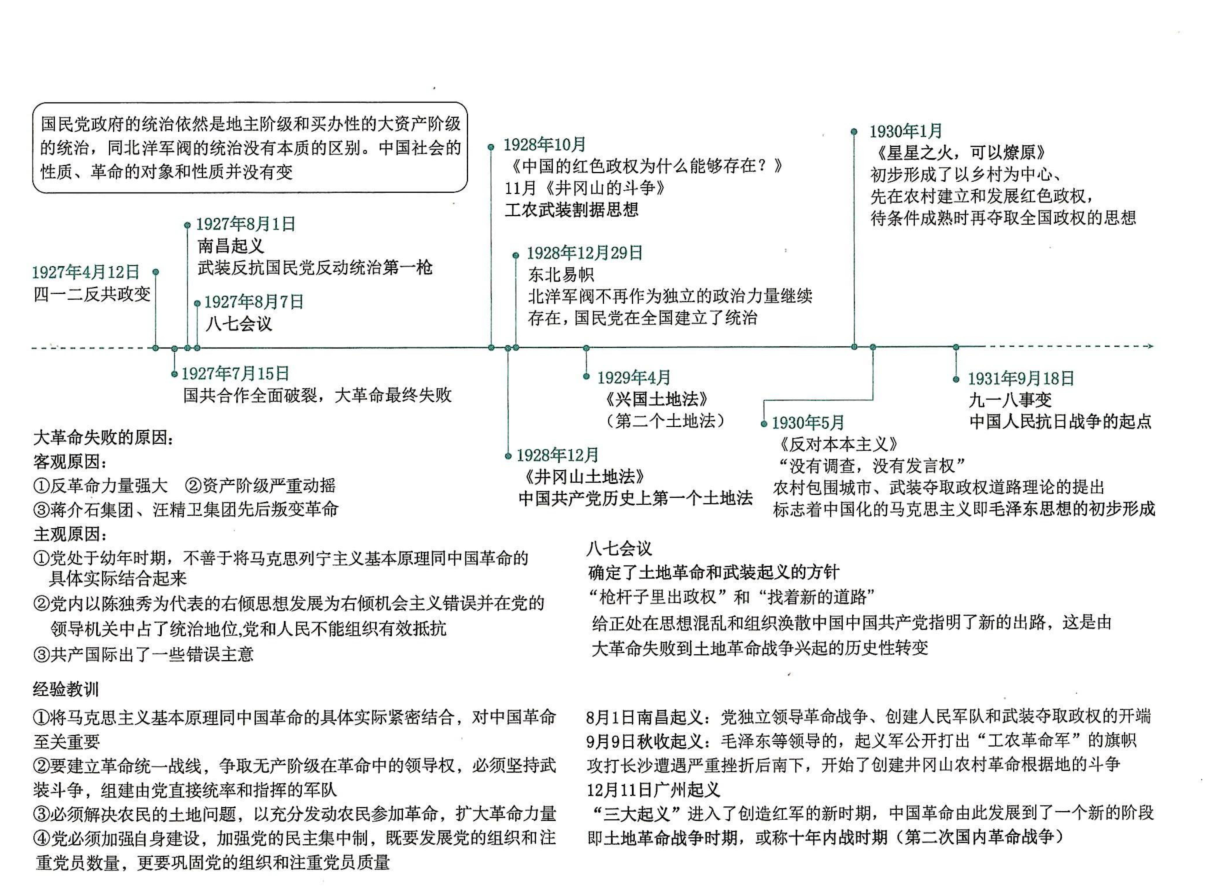 国民党政府的统治依然是地主阶级和买办性的大资产阶级
的统治，同北洋军阀的统治没有本质的区别。中国社会的
性质、革命的对象和性质并没有变
1927年4月12日
四一二反共政变
1927年8月1日
南昌起义
武装反抗国民党反动统治第一枪
1927年8月7日
八七会议
1927年7月15日
国共合作全面破裂，大革命最终失败
1928年10月
《中国的红色政权为什么能够存在？》
11月《井冈山的斗争》
工农武装割据思想
1928年12月29日
东北易帜
北洋军阀不再作为独立的政治力量继续
存在，国民党在全国建立了统治
1928年12月
《井冈山土地法》
中国共产党历史上第一个土地法
1929年4月
《兴国土地法》
（第二个土地法）
1930年1月
《星星之火，可以燎原》
初步形成了以乡村为中心、
先在农村建立和发展红色政权，
待条件成熟时再夺取全国政权的思想
1930年5月
《反对本本主义》
“没有调查，没有发言权”
农村包围城市、武装夺取政权道路理论的提出
标志着中国化的马克思主义即毛泽东思想的初步形成
1931年9月18日
九一八事变
中国人民抗日战争的起点
大革命失败的原因：
客观原因：
①反革命力量强大 ②资产阶级严重动摇
③蒋介石集团、汪精卫集团先后叛变革命
主观原因：
①党处于幼年时期，不善于将马克思列宁主义基本原理同中国革命的
具体实际结合起来
②党内以陈独秀为代表的右倾思想发展为右倾机会主义错误并在党的
领导机关中占了统治地位,党和人民不能组织有效抵抗
③共产国际出了一些错误主意
经验教训
①将马克思主义基本原理同中国革命的具体实际紧密结合，对中国革命
至关重要
②要建立革命统一战线，争取无产阶级在革命中的领导权，必须坚持武
装斗争，组建由党直接统率和指挥的军队
③必须解决农民的土地问题，以充分发动农民参加革命，扩大革命力量
④党必须加强自身建设，加强党的民主集中制，既要发展党的组织和注
重党员数量，更要巩固党的组织和注重党员质量
八七会议
确定了土地革命和武装起义的方针
“枪杆子里出政权”和“找着新的道路”
给正处在思想混乱和组织涣散中国中国共产党指明了新的出路，这是由
大革命失败到土地革命战争兴起的历史性转变
8月1日南昌起义：党独立领导革命战争、创建人民军队和武装夺取政权的开端
9月9日秋收起义：毛泽东等领导的，起义军公开打出“工农革命军”的旗帜
攻打长沙遭遇严重挫折后南下，开始了创建井冈山农村革命根据地的斗争
12月11日广州起义
“三大起义”进入了创造红军的新时期，中国革命由此发展到了一个新的阶段
即土地革命战争时期，或称十年内战时期（第二次国内革命战争）